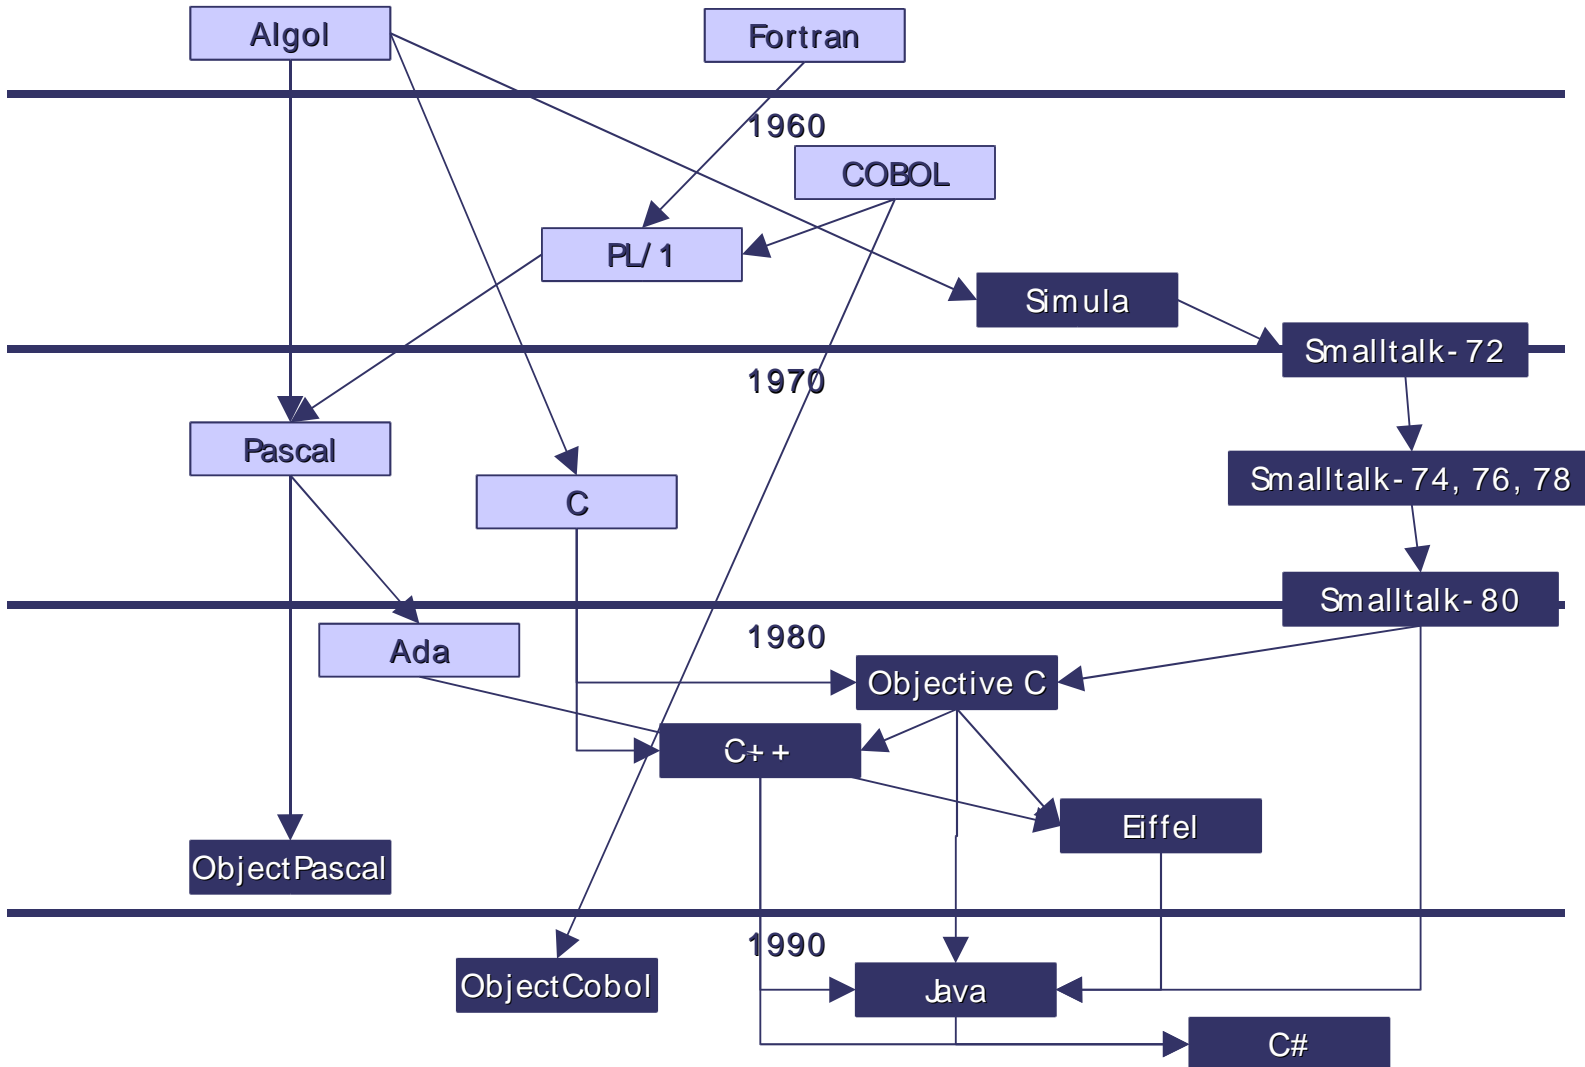 Algol
Fortran
1960
COBOL
PL/1
Simula
Smalltalk-72
1970
Pascal
Smalltalk-74, 76, 78
C
Smalltalk-80
1980
Ada
Objective C
C++
Eiffel
ObjectPascal
1990
ObjectCobol
Java
C#